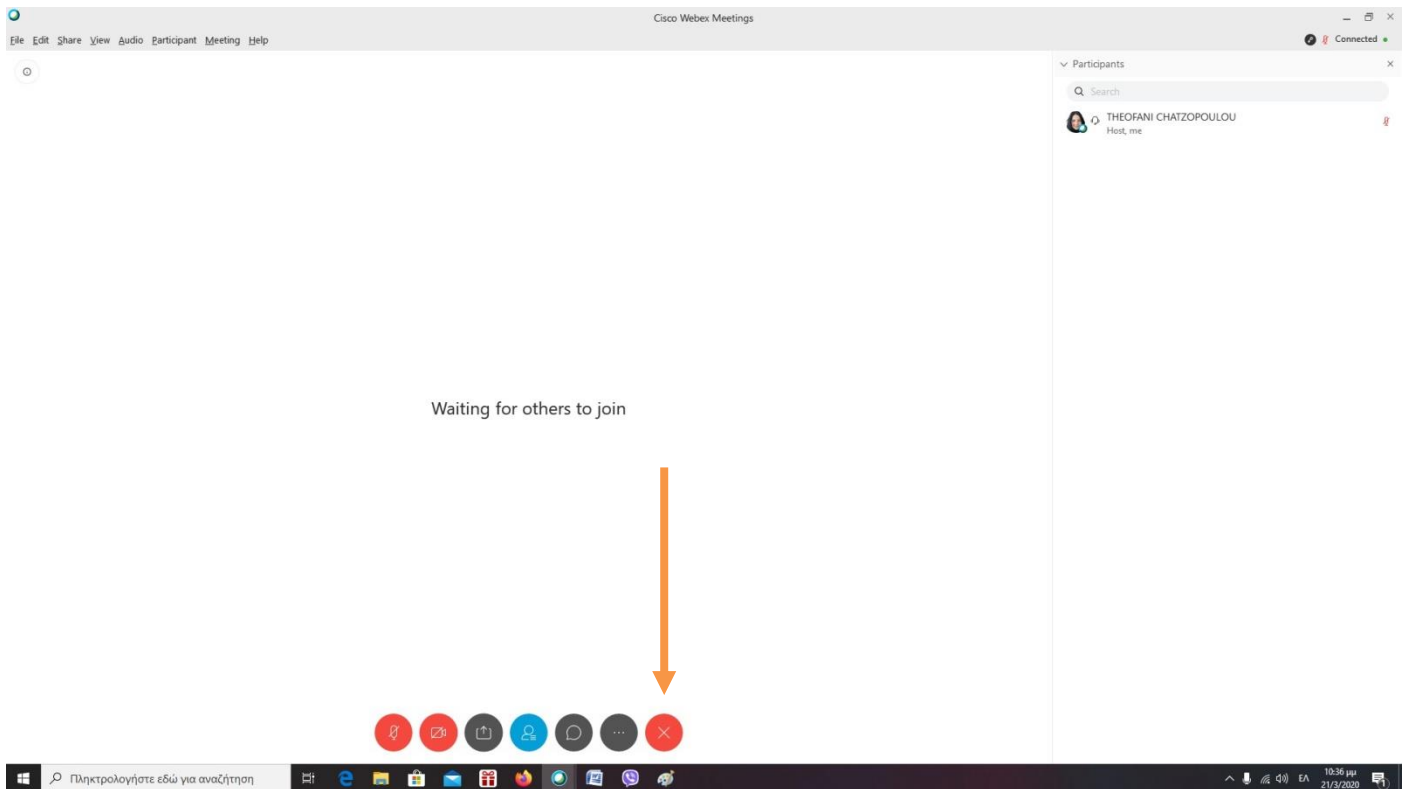 Cisco Webex Meetings
File Edit Share View Audio Participant Meeting Help
Connected
Participants
Search
THEOFANI CHATZOPOULOU
Host, me
Waiting for others to join
Πληκτρολογήστε εδώ για αναζήτηση
ΕΛ
10:36 μμ
21/3/2020
1